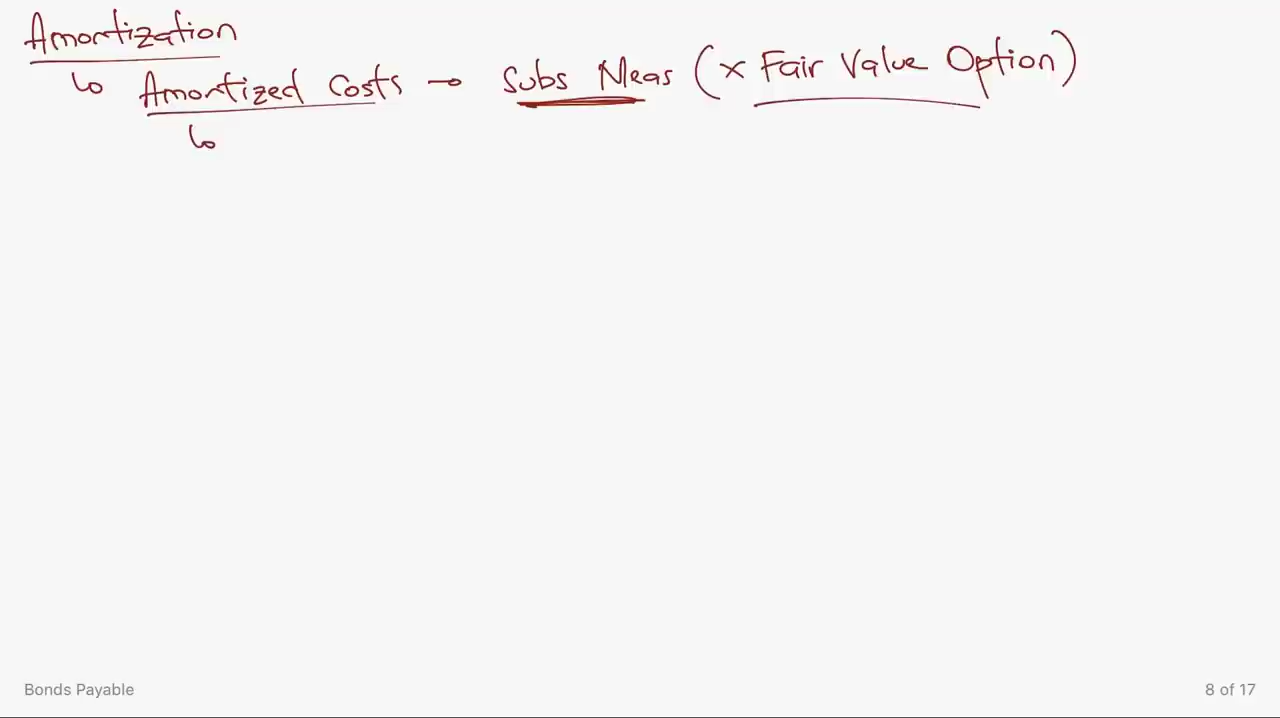 Amortization
↳ Amortized Costs → Subs Meas (x Fair Value Option)
↳
Bonds Payable
8 of 17